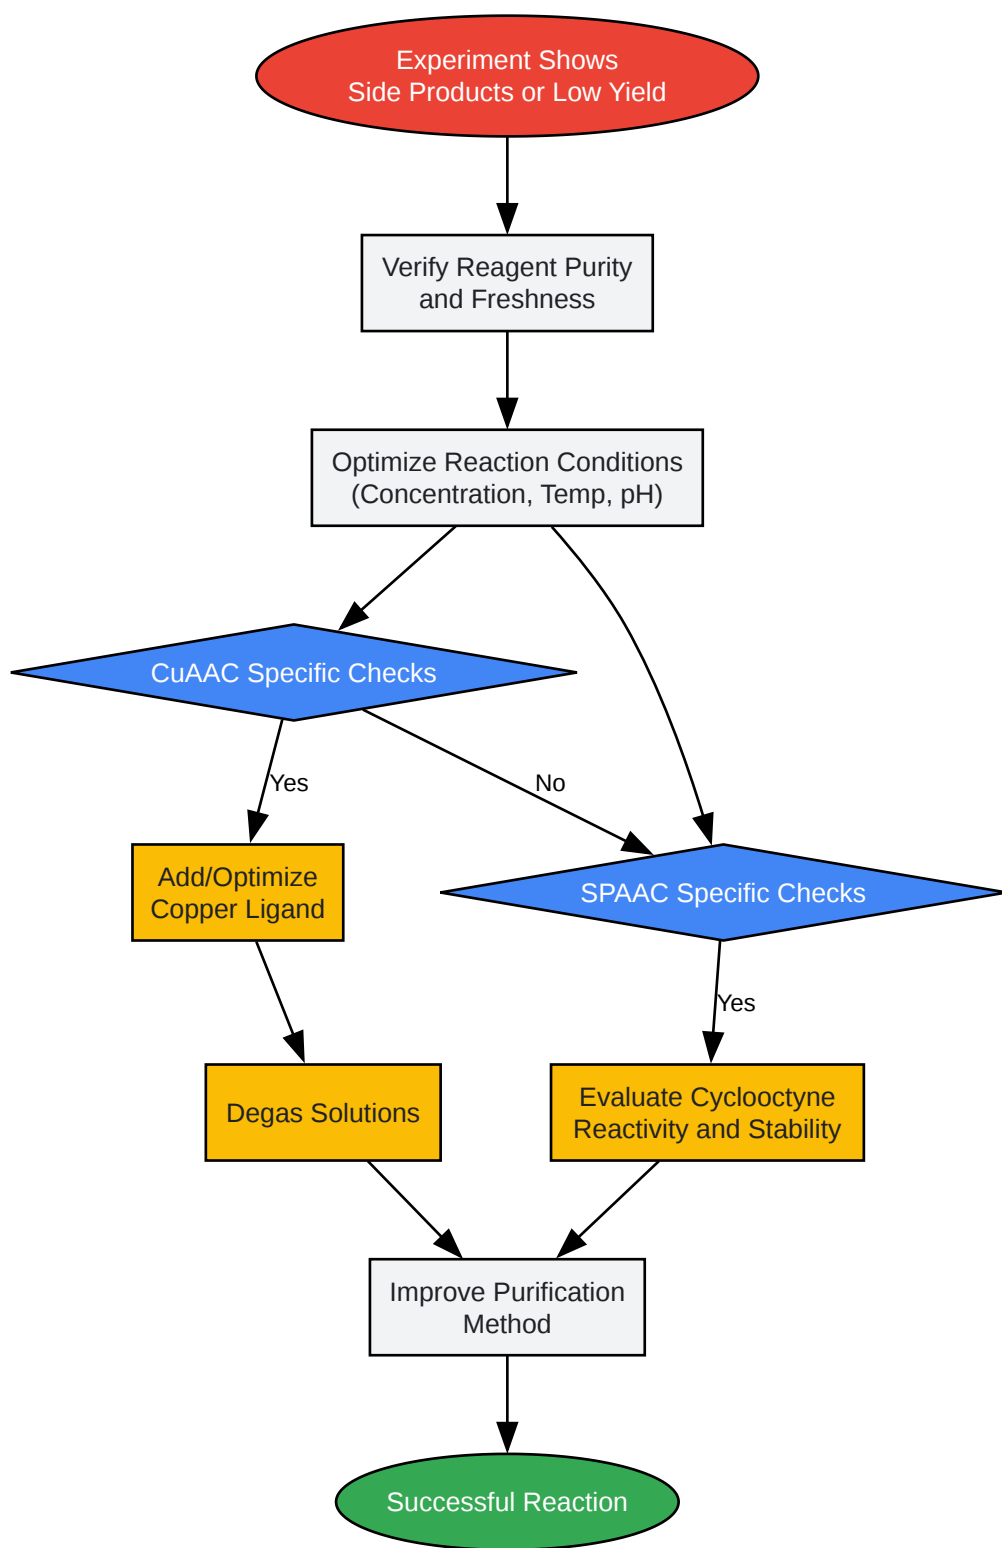 Experiment Shows
Side Products or Low Yield
Verify Reagent Purity
and Freshness
Optimize Reaction Conditions
(Concentration, Temp, pH)
CuAAC Specific Checks
Yes
No
Add/Optimize
Copper Ligand
SPAAC Specific Checks
Yes
Degas Solutions
Evaluate Cyclooctyne
Reactivity and Stability
Improve Purification
Method
Successful Reaction